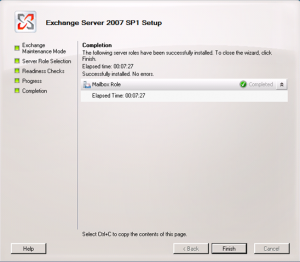 Exchange Server 2007 SP1 Setup
Exchange
Maintenance Mode
Server Role Selection
Readiness Checks
Progress
Completion
Completion
The following server roles have been successfully installed. To close the wizard, click
Finish.
Elapsed time: 00:07:27
Successfully installed. No errors.
Mailbox Role
Completed
Elapsed Time: 00:07:27
Select Ctrl+C to copy the contents of this page.
Help
< Back
Finish
Cancel